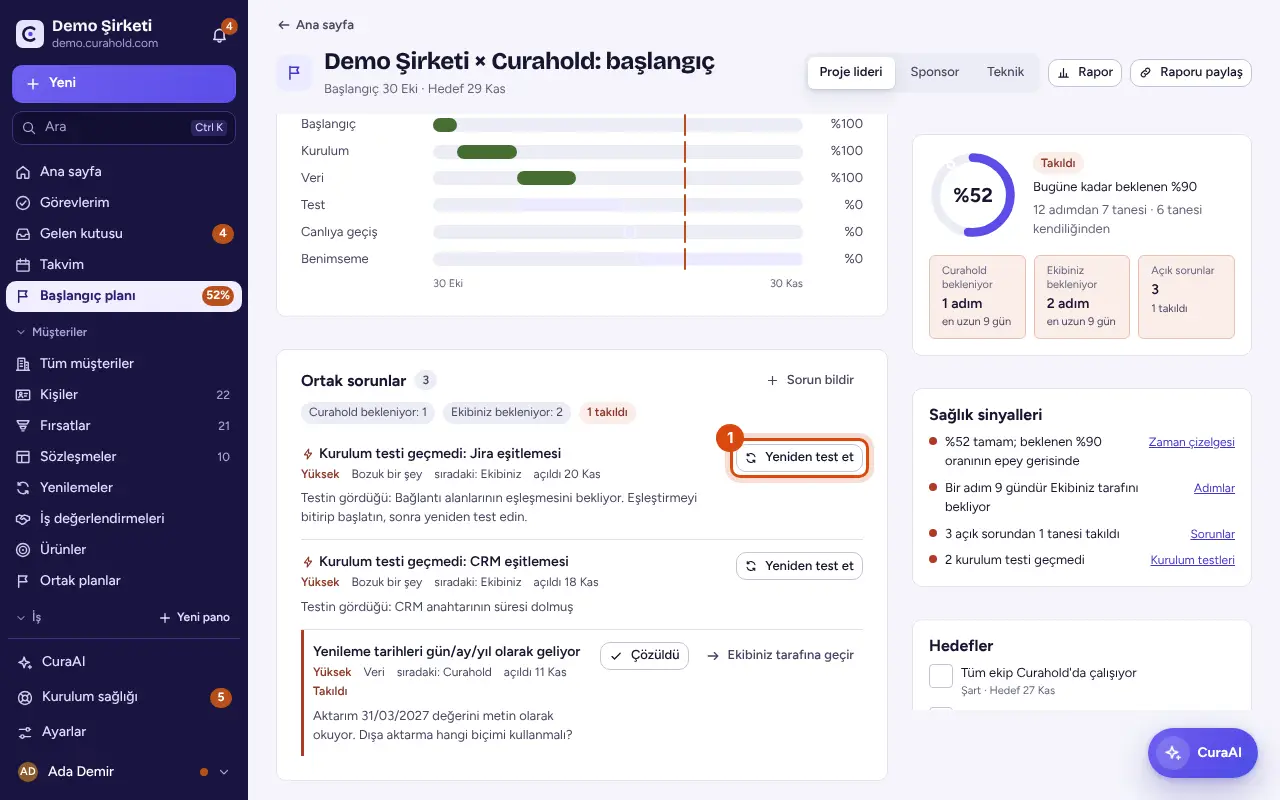 Demo Şirketi
demo.curahold.com
4
Yeni
Ara
Ctrl K
Ana sayfa
Görevlerim
Gelen kutusu
4
Takvim
Başlangıç planı
52%
Müşteriler
Tüm müşteriler
Kişiler
22
Fırsatlar
21
Sözleşmeler
10
Yenilemeler
İş değerlendirmeleri
Ürünler
Ortak planlar
İş
Yeni pano
CuraAI
Kurulum sağlığı
5
Ayarlar
AD
Ada Demir
Ana sayfa
Demo Şirketi × Curahold: başlangıç
Başlangıç 30 Eki · Hedef 29 Kas
Proje lideri
Sponsor
Teknik
Rapor
Raporu paylaş
Başlangıç
%100
Kurulum
%100
Veri
%100
Test
%0
Canlıya geçiş
%0
Benimseme
%0
30 Eki
30 Kas
Ortak sorunlar
3
Sorun bildir
Curahold bekleniyor: 1
Ekibiniz bekleniyor: 2
1 takıldı
1
Kurulum testi geçmedi: Jira eşitlemesi
Yeniden test et
Yüksek Bozuk bir şey sıradaki: Ekibiniz açıldı 20 Kas
Testin gördüğü: Bağlantı alanlarının eşleşmesini bekliyor. Eşleştirmeyi
bitirip başlatın, sonra yeniden test edin.
Kurulum testi geçmedi: CRM eşitlemesi
Yeniden test et
Yüksek Bozuk bir şey sıradaki: Ekibiniz açıldı 18 Kas
Testin gördüğü: CRM anahtarının süresi dolmuş
Yenileme tarihleri gün/ay/yıl olarak geliyor
Çözüldü
Ekibiniz tarafına geçir
Yüksek Veri sıradaki: Curahold açıldı 11 Kas
Takıldı
Aktarım 31/03/2027 değerini metin olarak
okuyor. Dışa aktarma hangi biçimi kullanmalı?
%52
Takıldı
Bugüne kadar beklenen %90
12 adımdan 7 tanesi · 6 tanesi
kendiliğinden
Curahold
bekleniyor
1 adım
en uzun 9 gün
Ekibiniz
bekleniyor
2 adım
en uzun 9 gün
Açık sorunlar
3
1 takıldı
Sağlık sinyalleri
%52 tamam; beklenen %90
oranının epey gerisinde
Zaman çizelgesi
Bir adım 9 gündür Ekibiniz tarafını
bekliyor
Adımlar
3 açık sorundan 1 tanesi takıldı
Sorunlar
2 kurulum testi geçmedi
Kurulum testleri
Hedefler
Tüm ekip Curahold'da çalışıyor
Şart · Hedef 27 Kas
CuraAI